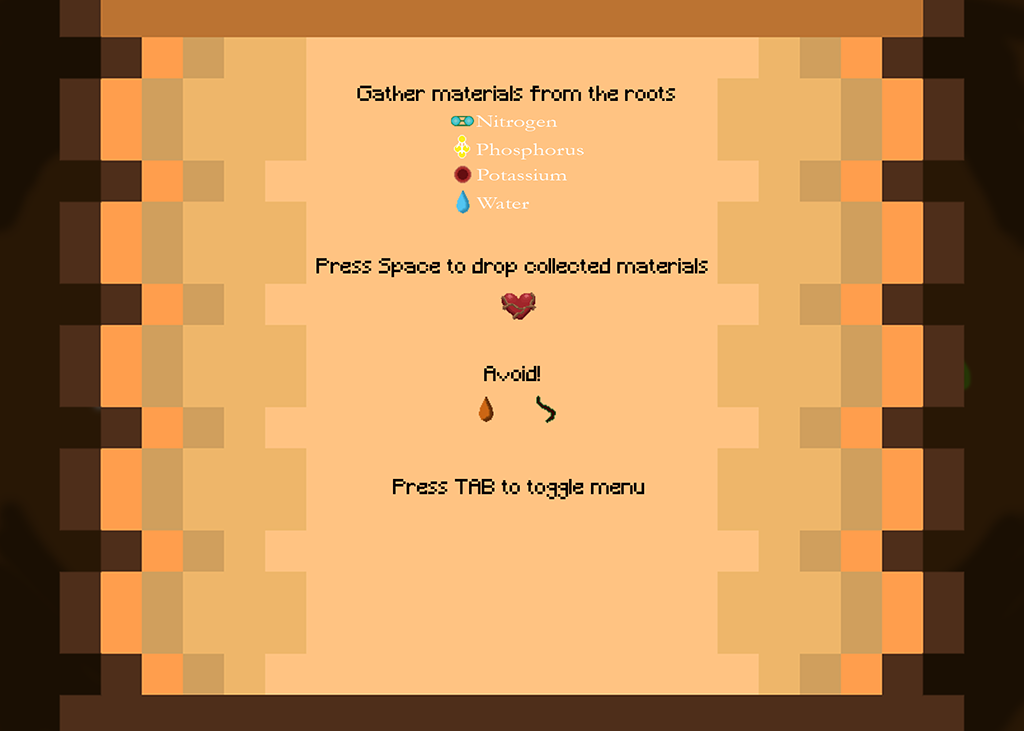 Gather materials from the roots
Nitrogen
Phosphorus
Potassium
Water
Press Space to drop collected materials
Avoid!
Press TAB to toggle menu